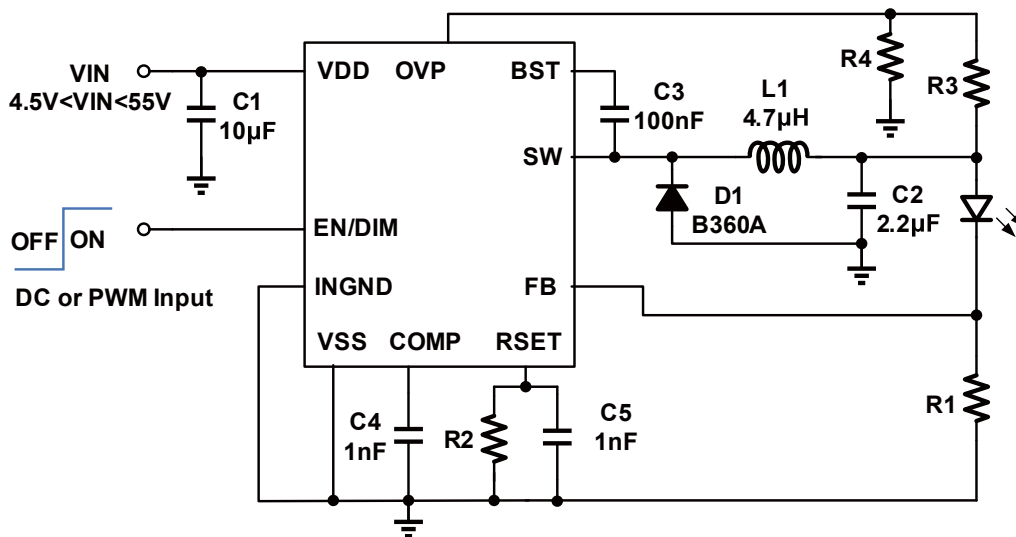 VIN
4.5V<VIN<55V
C1
10µF
OFF
ON
DC or PWM Input
VDD
OVP
BST
SW
EN/DIM
INGND
FB
VSS
COMP
RSET
C3
100nF
L1
4.7µH
R4
R3
D1
B360A
C2
2.2µF
C4
1nF
R2
C5
1nF
R1